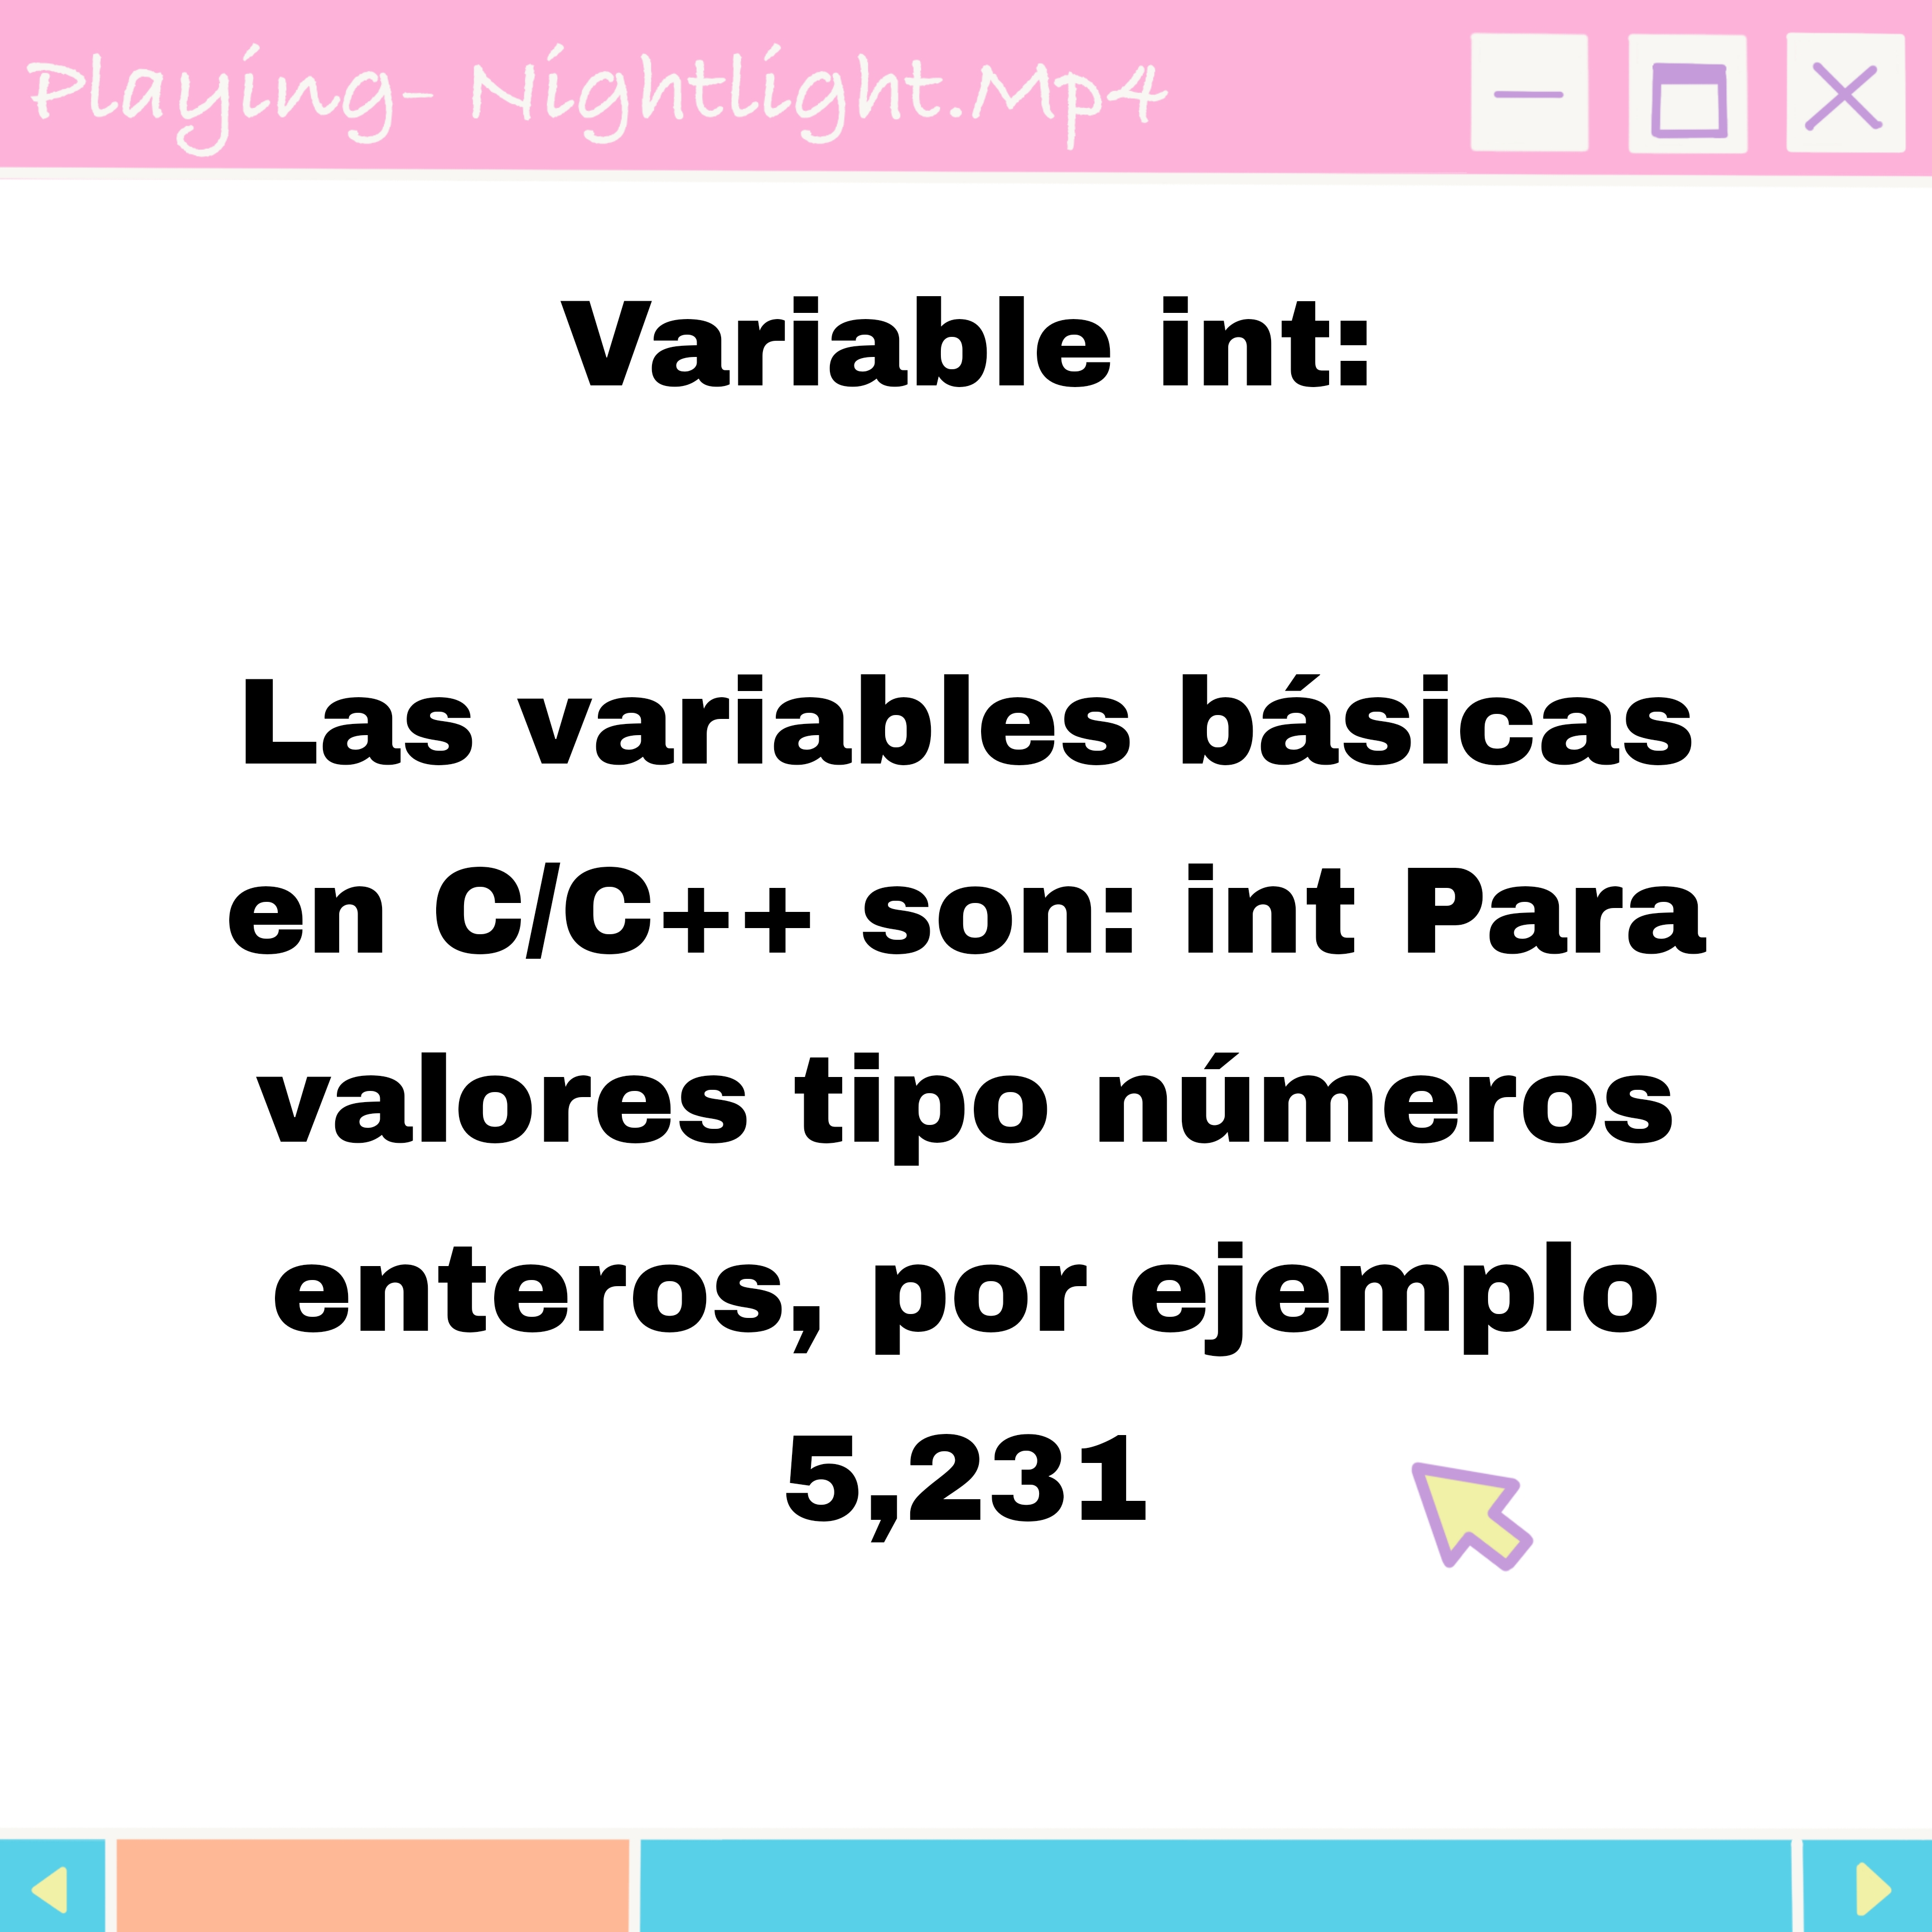 Playing- Nightlight.Mp4
Variable int:
Las variables básicas
en C/C++ son: int Para
valores tipo números
enteros, por ejemplo
5,231